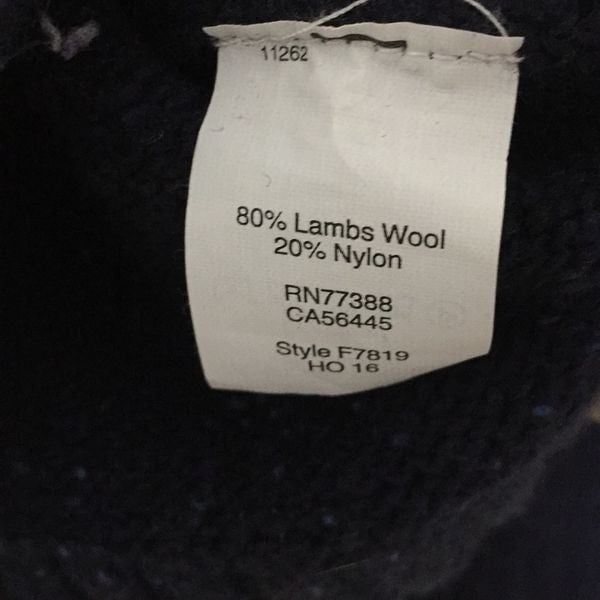 11262
80% Lambs Wool
20% Nylon
RN77388
CA56445
Style F7819
HO 16